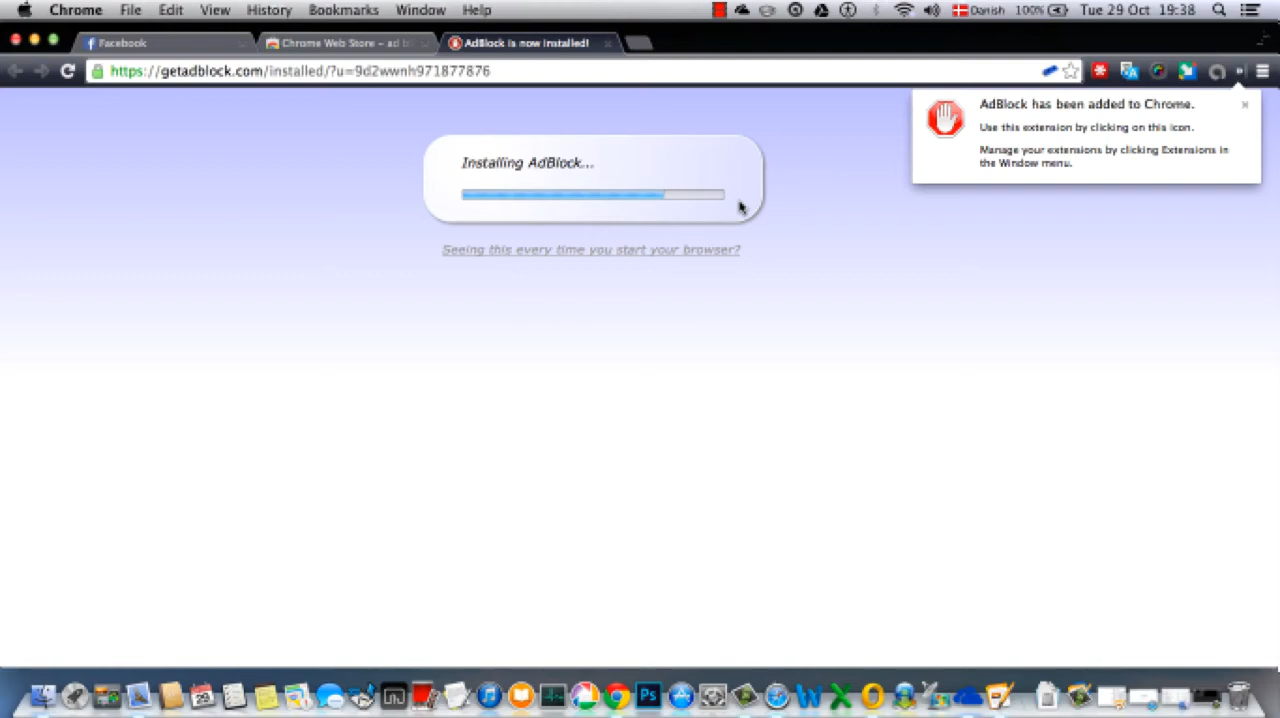 Chrome File Edit View History Bookmarks Window Help Danish 100% Tue 29 Oct 19:38
Facebook Chrome Web Store - ad AdBlock is now installed!
https://getadblock.com/installed/?u=9d2wwnh971877876
AdBlock has been added to Chrome.
Use this extension by clicking on this icon.
Manage your extensions by clicking Extensions in
the Window menu.
Installing AdBlock...
Seeing this every time you start your browser?
29
Ps